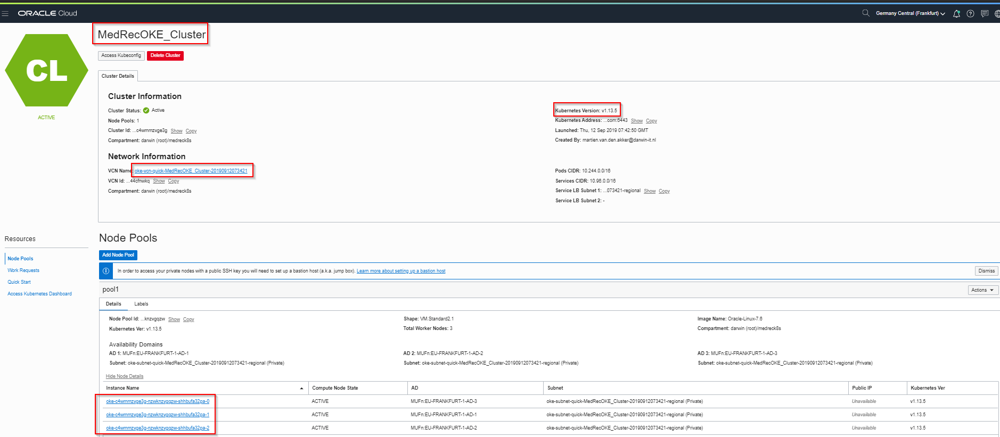 ORACLE Cloud
Germany Central (Frankfurt)
CL
ACTIVE
MedRecOKE_Cluster
Access Kubeconfig
Delete Cluster
Cluster Details
Cluster Information
Cluster Status: Active
Node Pools: 1
Cluster Id: ...c4wmmzvge3g Show Copy
Compartment: darwin (root)/medreck8s
Kubernetes Version: v1.13.5
Kubernetes Address: ...com:6443 Show Copy
Launched: Thu, 12 Sep 2019 07:42:50 GMT
Created By: martien.van.den.akker@darwin-it.nl
Network Information
VCN Name: oke-vcn-quick-MedRecOKE_Cluster-20190912073421
VCN Id: ...44cfnwkq Show Copy
Compartment: darwin (root)/medreck8s
Pods CIDR: 10.244.0.0/16
Services CIDR: 10.96.0.0/16
Service LB Subnet 1: ...073421-regional Show Copy
Service LB Subnet 2: -
Resources
Node Pools
Work Requests
Quick Start
Access Kubernetes Dashboard
Node Pools
Add Node Pool
In order to access your private nodes with a public SSH key you will need to set up a bastion host (a.k.a. jump box). Learn more about setting up a bastion host
Dismiss
pool1
Actions
Details Labels
Node Pool Id: ...knzvgqzw Show Copy
Kubernetes Ver: v1.13.5
Shape: VM.Standard2.1
Total Worker Nodes: 3
Image Name: Oracle-Linux-7.6
Compartment: darwin (root)/medreck8s
Availability Domains
AD 1: MUFn:EU-FRANKFURT-1-AD-1
Subnet: oke-subnet-quick-MedRecOKE_Cluster-20190912073421-regional (Private)
AD 2: MUFn:EU-FRANKFURT-1-AD-2
Subnet: oke-subnet-quick-MedRecOKE_Cluster-20190912073421-regional (Private)
AD 3: MUFn:EU-FRANKFURT-1-AD-3
Subnet: oke-subnet-quick-MedRecOKE_Cluster-20190912073421-regional (Private)
Hide Node Details
Instance Name Compute Node State AD Subnet Public IP Kubernetes Ver
oke-c4wmmzvge3g-nzwknzvgqzw-shhbufa32pa-0 ACTIVE MUFn:EU-FRANKFURT-1-AD-3 oke-subnet-quick-MedRecOKE_Cluster-20190912073421-regional (Private) Unavailable v1.13.5
oke-c4wmmzvge3g-nzwknzvgqzw-shhbufa32pa-1 ACTIVE MUFn:EU-FRANKFURT-1-AD-1 oke-subnet-quick-MedRecOKE_Cluster-20190912073421-regional (Private) Unavailable v1.13.5
oke-c4wmmzvge3g-nzwknzvgqzw-shhbufa32pa-2 ACTIVE MUFn:EU-FRANKFURT-1-AD-2 oke-subnet-quick-MedRecOKE_Cluster-20190912073421-regional (Private) Unavailable v1.13.5